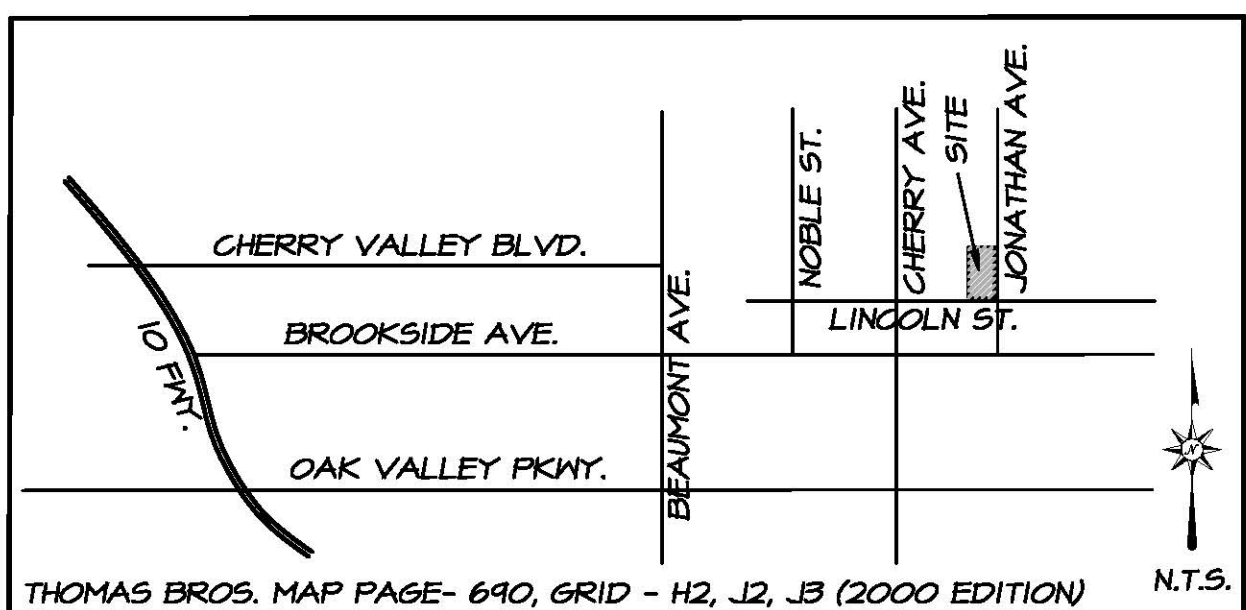 NOBLE ST.
CHERRY AVE.
SITE
JONATHAN AVE.
CHERRY VALLEY BLVD.
BEAUMONT AVE.
LINCOLN ST.
BROOKSIDE AVE.
10 FWY.
OAK VALLEY PKWY.
N
N.T.S.
THOMAS BROS. MAP PAGE- 690, GRID - H2, J2, J3 (2000 EDITION)